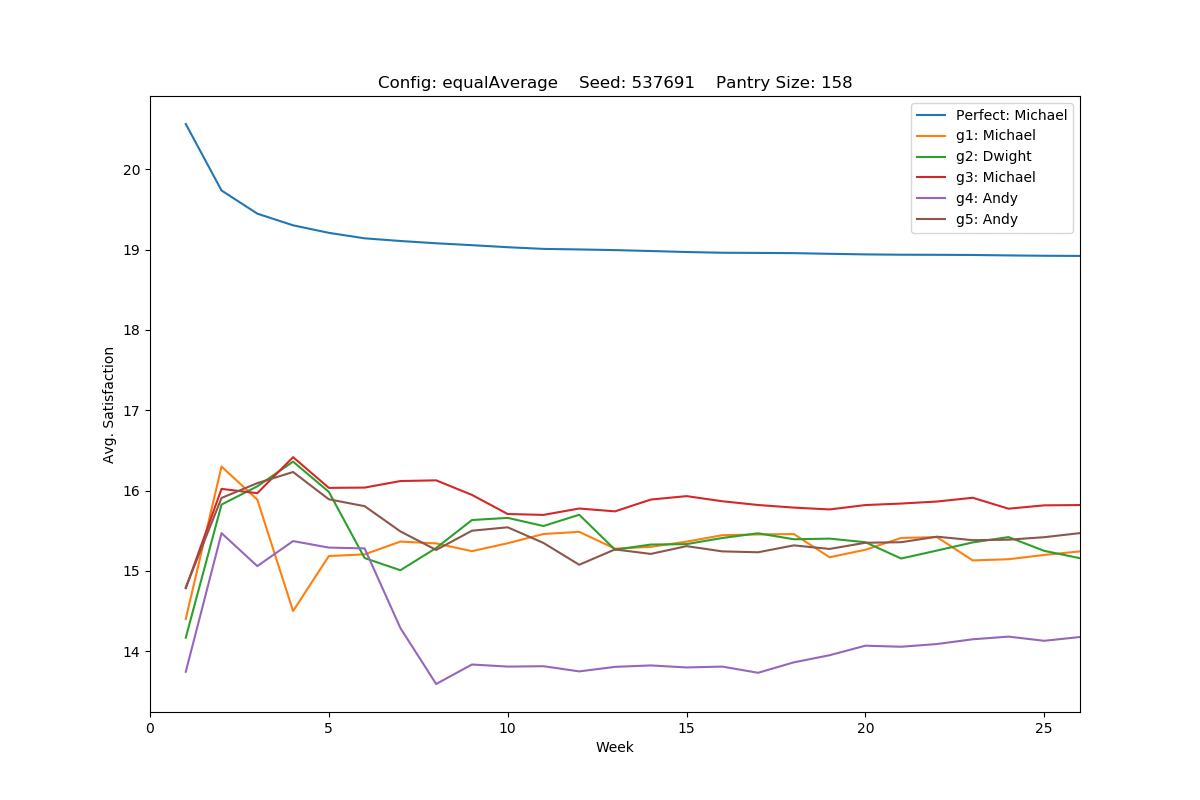 Config: equalAverage    Seed: 537691    Pantry Size: 158
Perfect: Michael
g1: Michael
g2: Dwight
g3: Michael
g4: Andy
g5: Andy
20
19
18
17
16
15
14
Avg. Satisfaction
0 5 10 15 20 25
Week